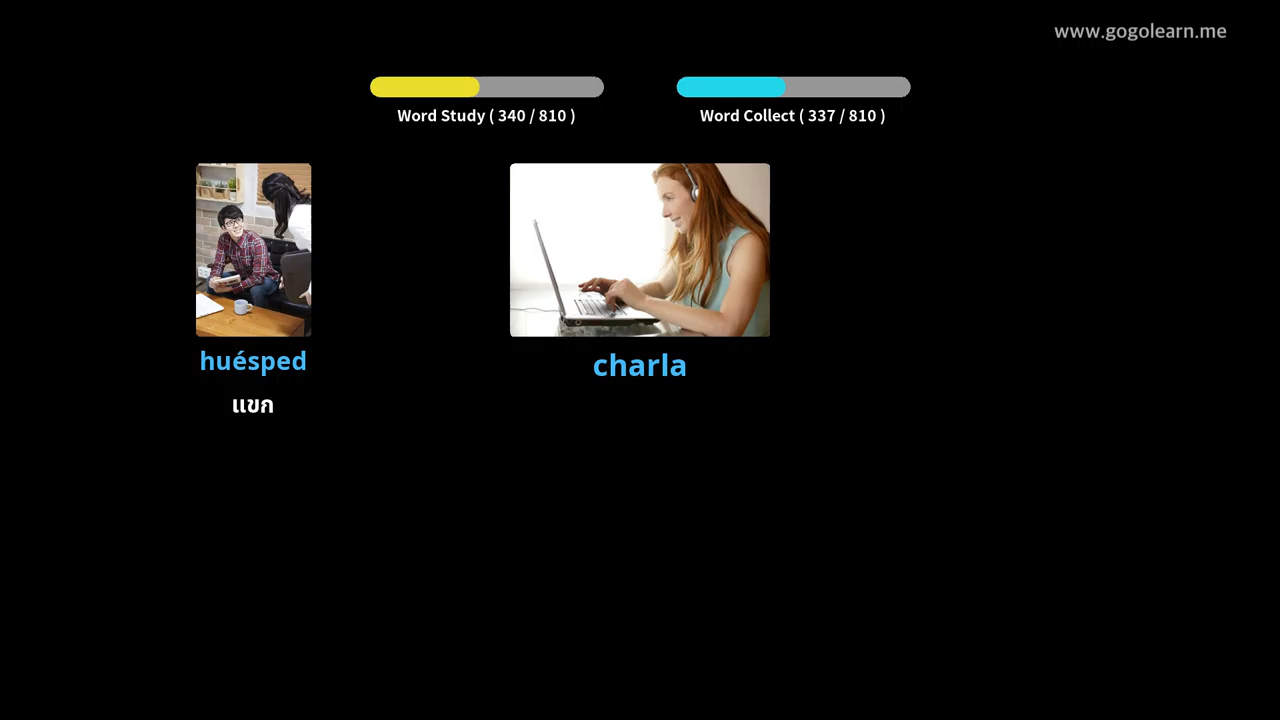 www.gogolearn.me
Word Study ( 340 / 810 )
Word Collect ( 337 / 810 )
huésped
แขก
charla